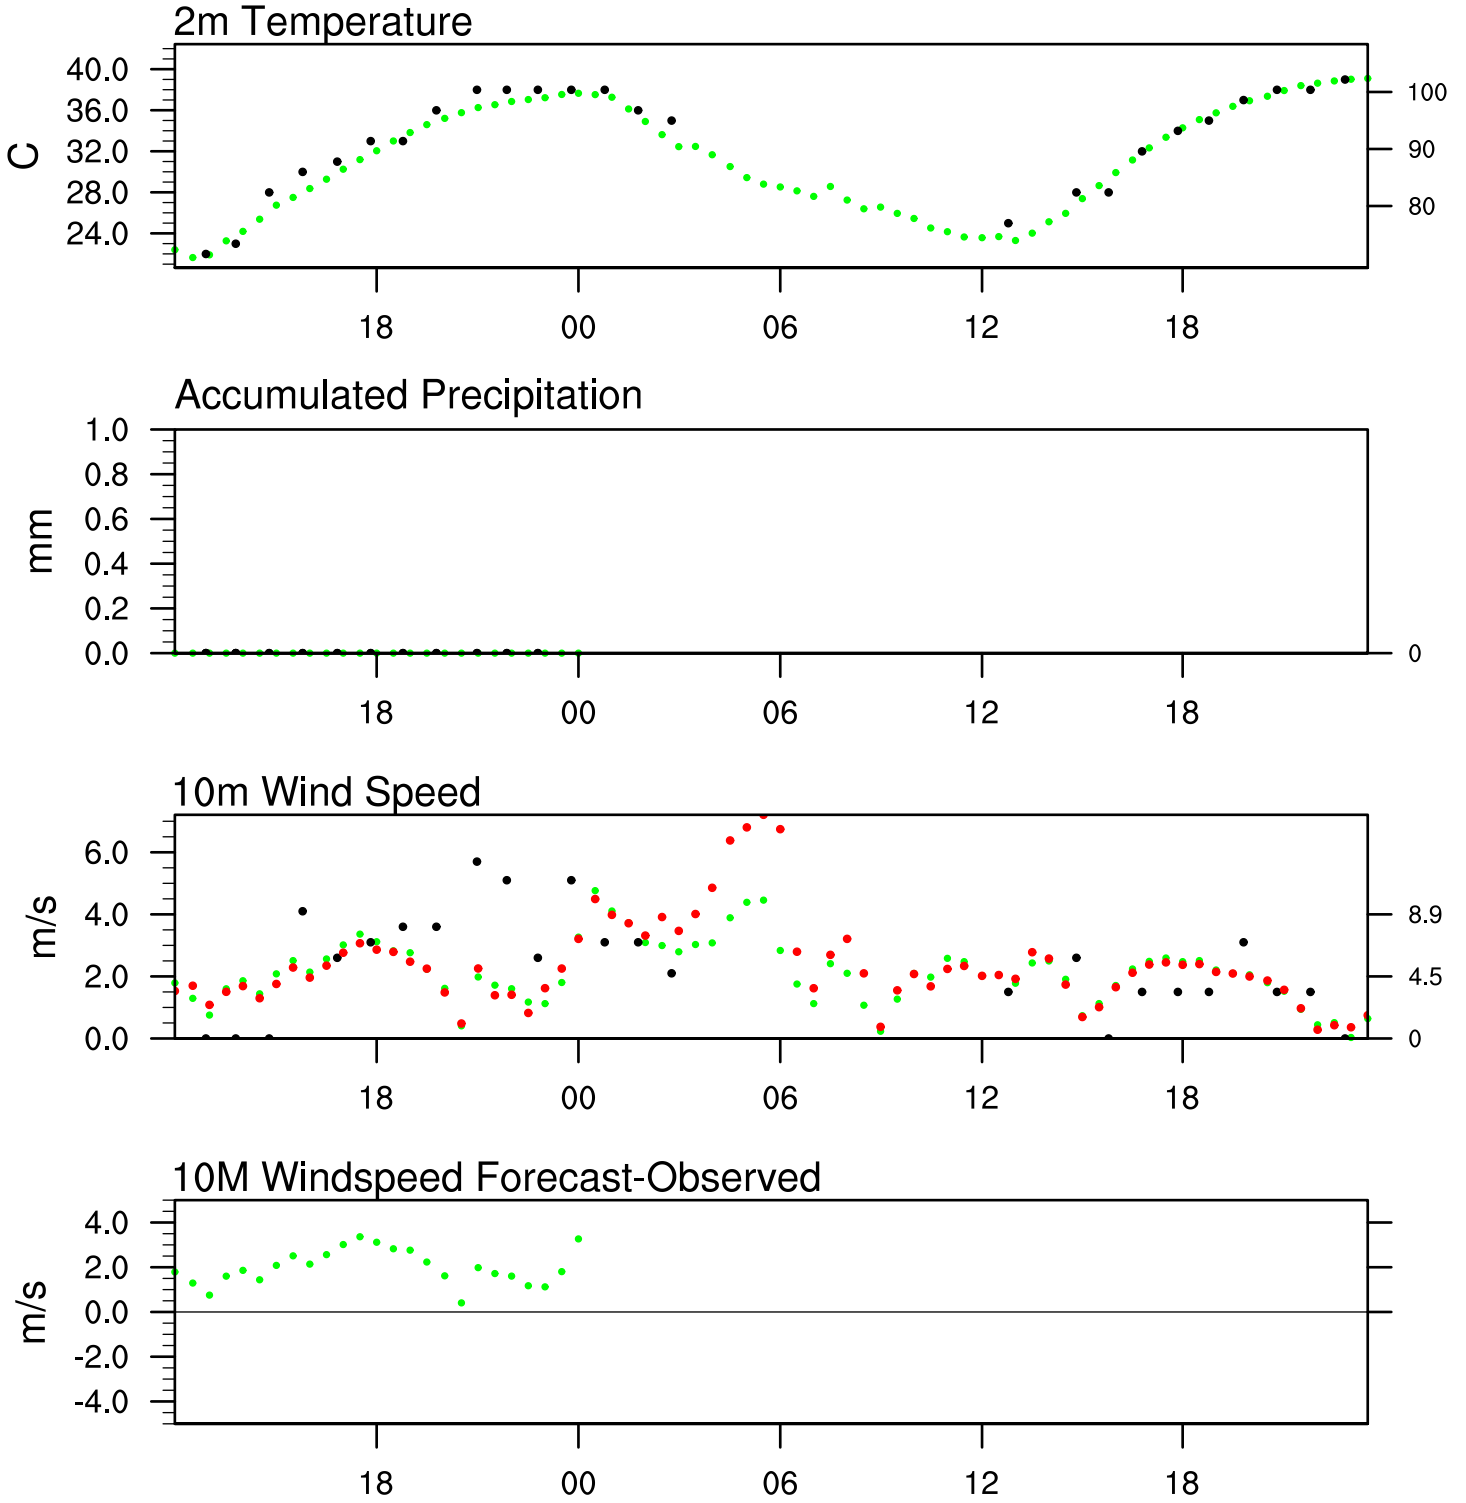 2m Temperature
40.0
36.0
32.0
28.0
24.0
C
100
90
80
18 00 06 12 18
Accumulated Precipitation
1.0
0.8
0.6
0.4
0.2
0.0
mm
0
18 00 06 12 18
10m Wind Speed
6.0
4.0
2.0
0.0
m/s
8.9
4.5
0
18 00 06 12 18
10M Windspeed Forecast-Observed
4.0
2.0
0.0
-2.0
-4.0
m/s
18 00 06 12 18